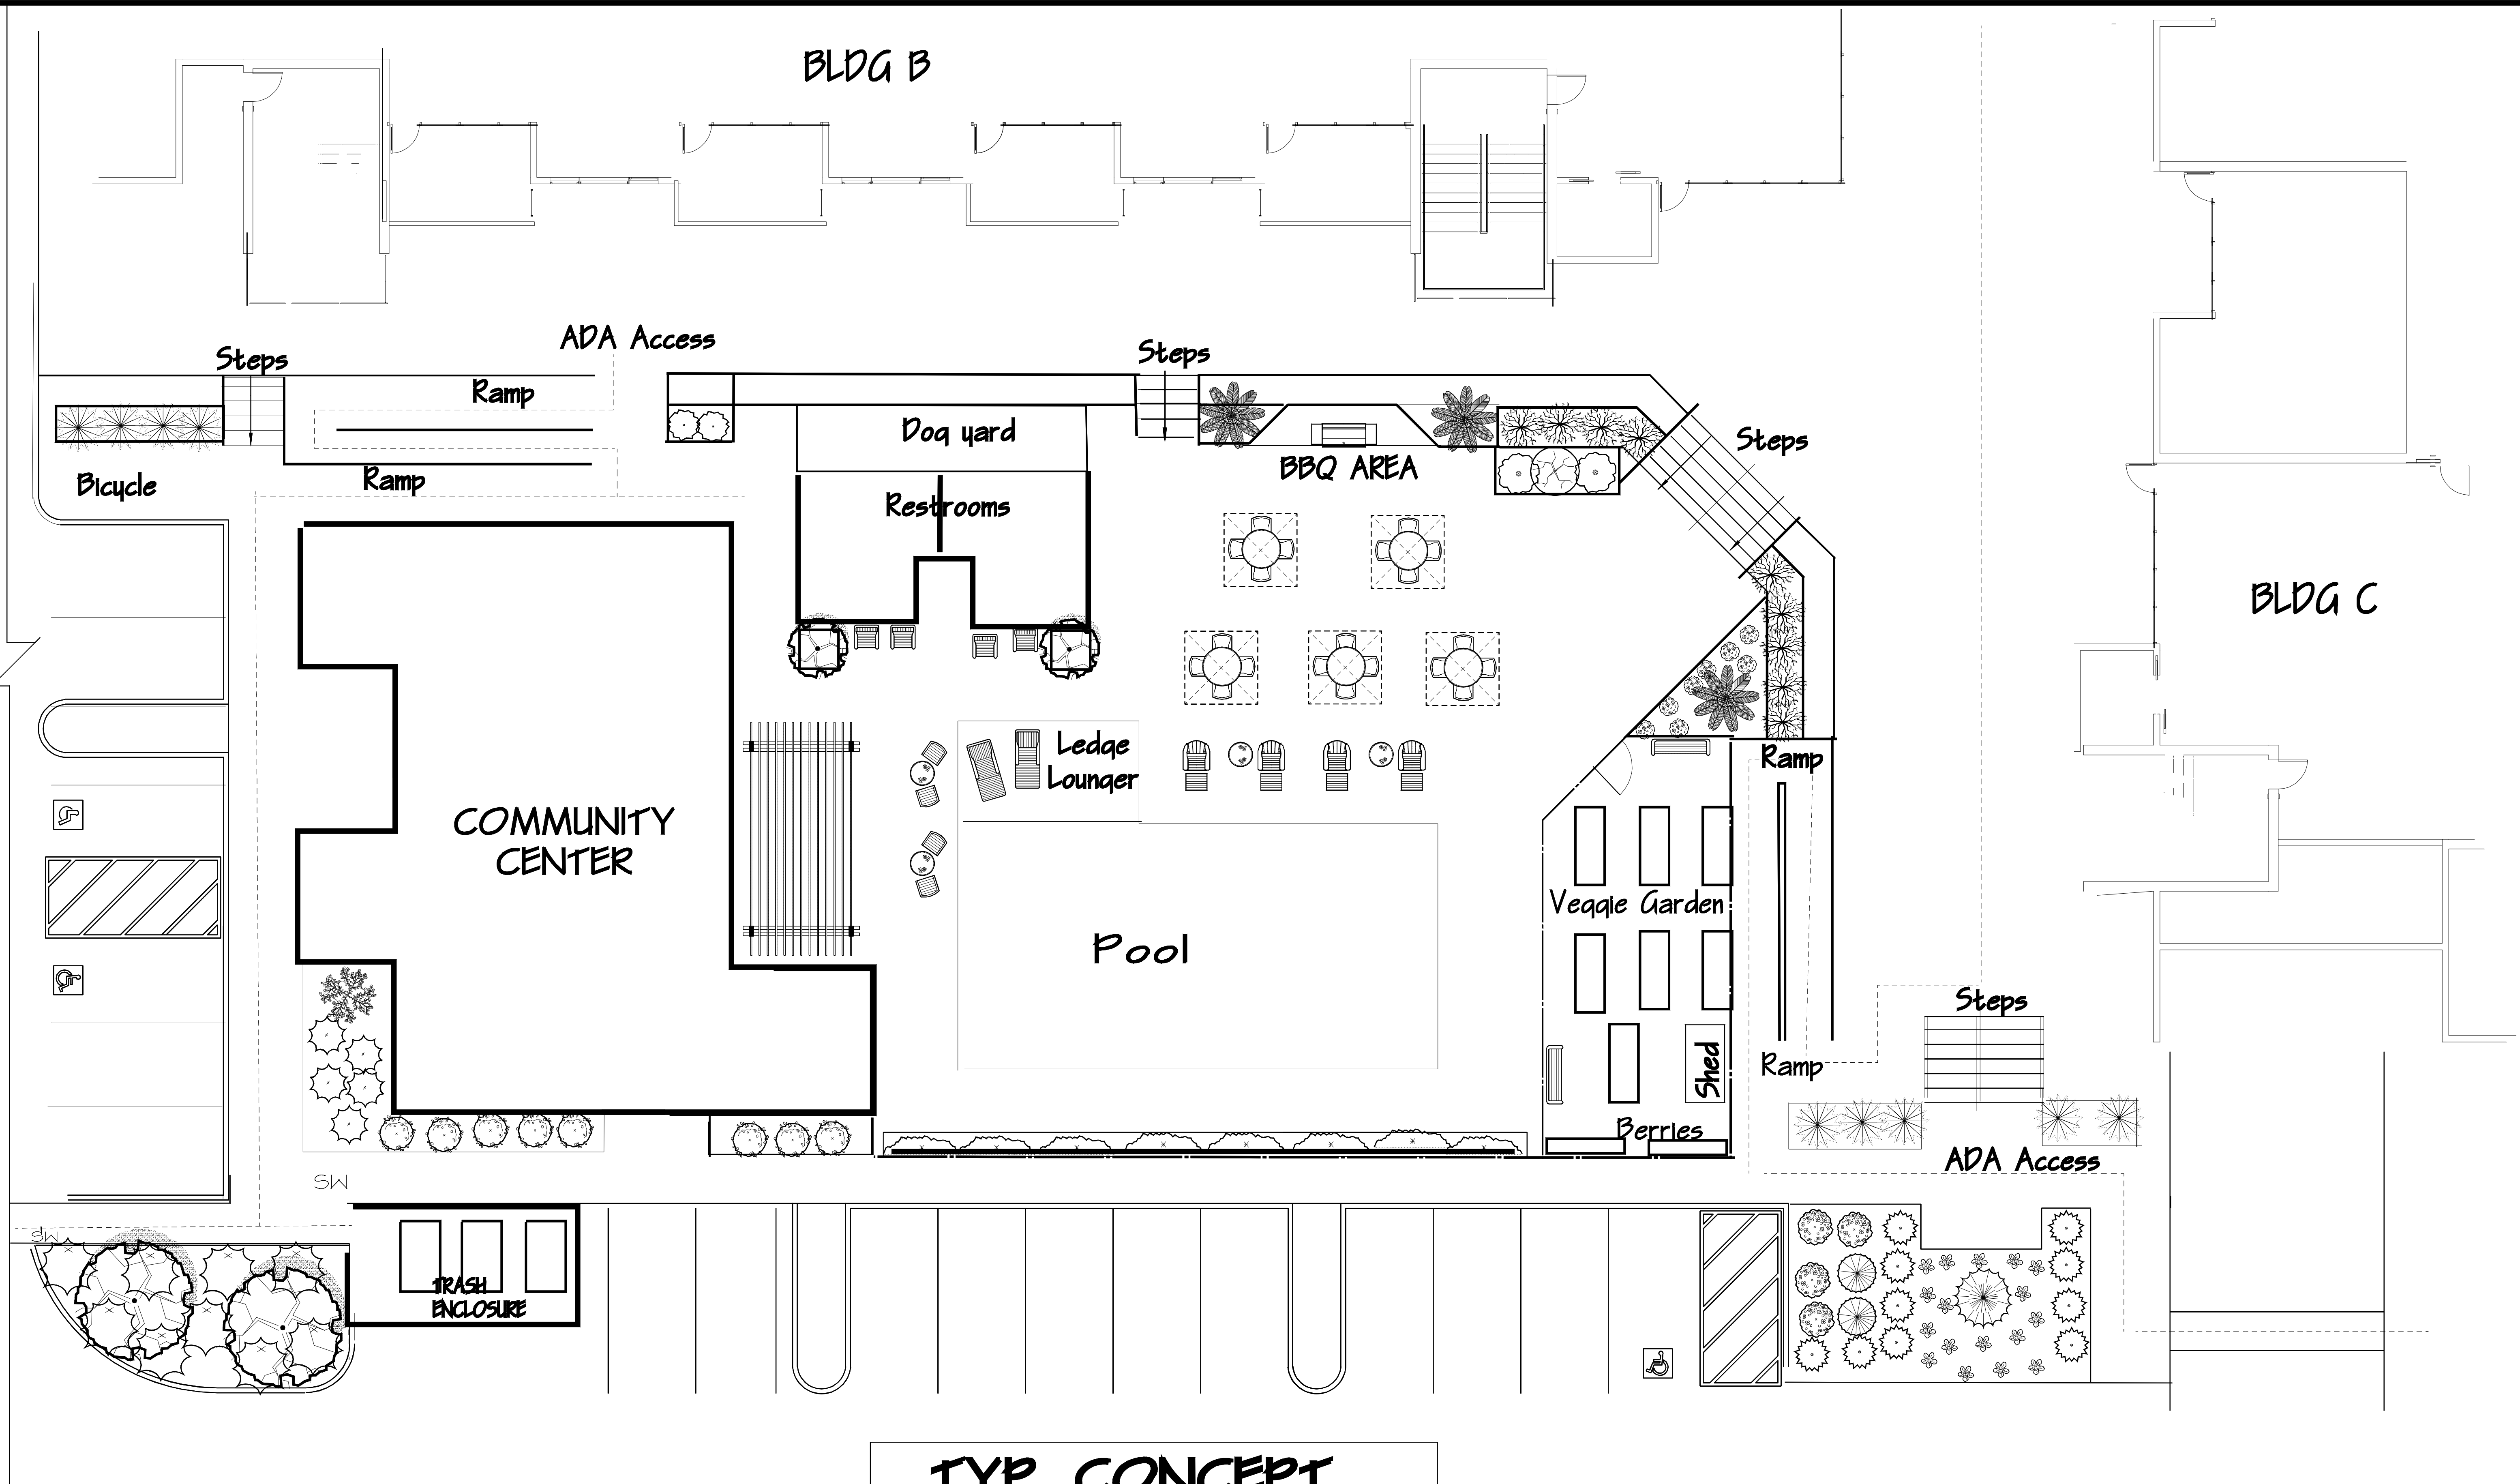 BLDG B
ADA Access
Steps
Steps
Ramp
Dog yard
Steps
BBQ AREA
Ramp
Bicycle
Restrooms
BLDG C
Ledge
Lounger
Ramp
COMMUNITY
CENTER
Veggie Garden
Pool
Steps
Shed
Ramp
Berries
ADA Access
SW
SW
TRASH
ENCLOSURE
TYP. CONCEPT